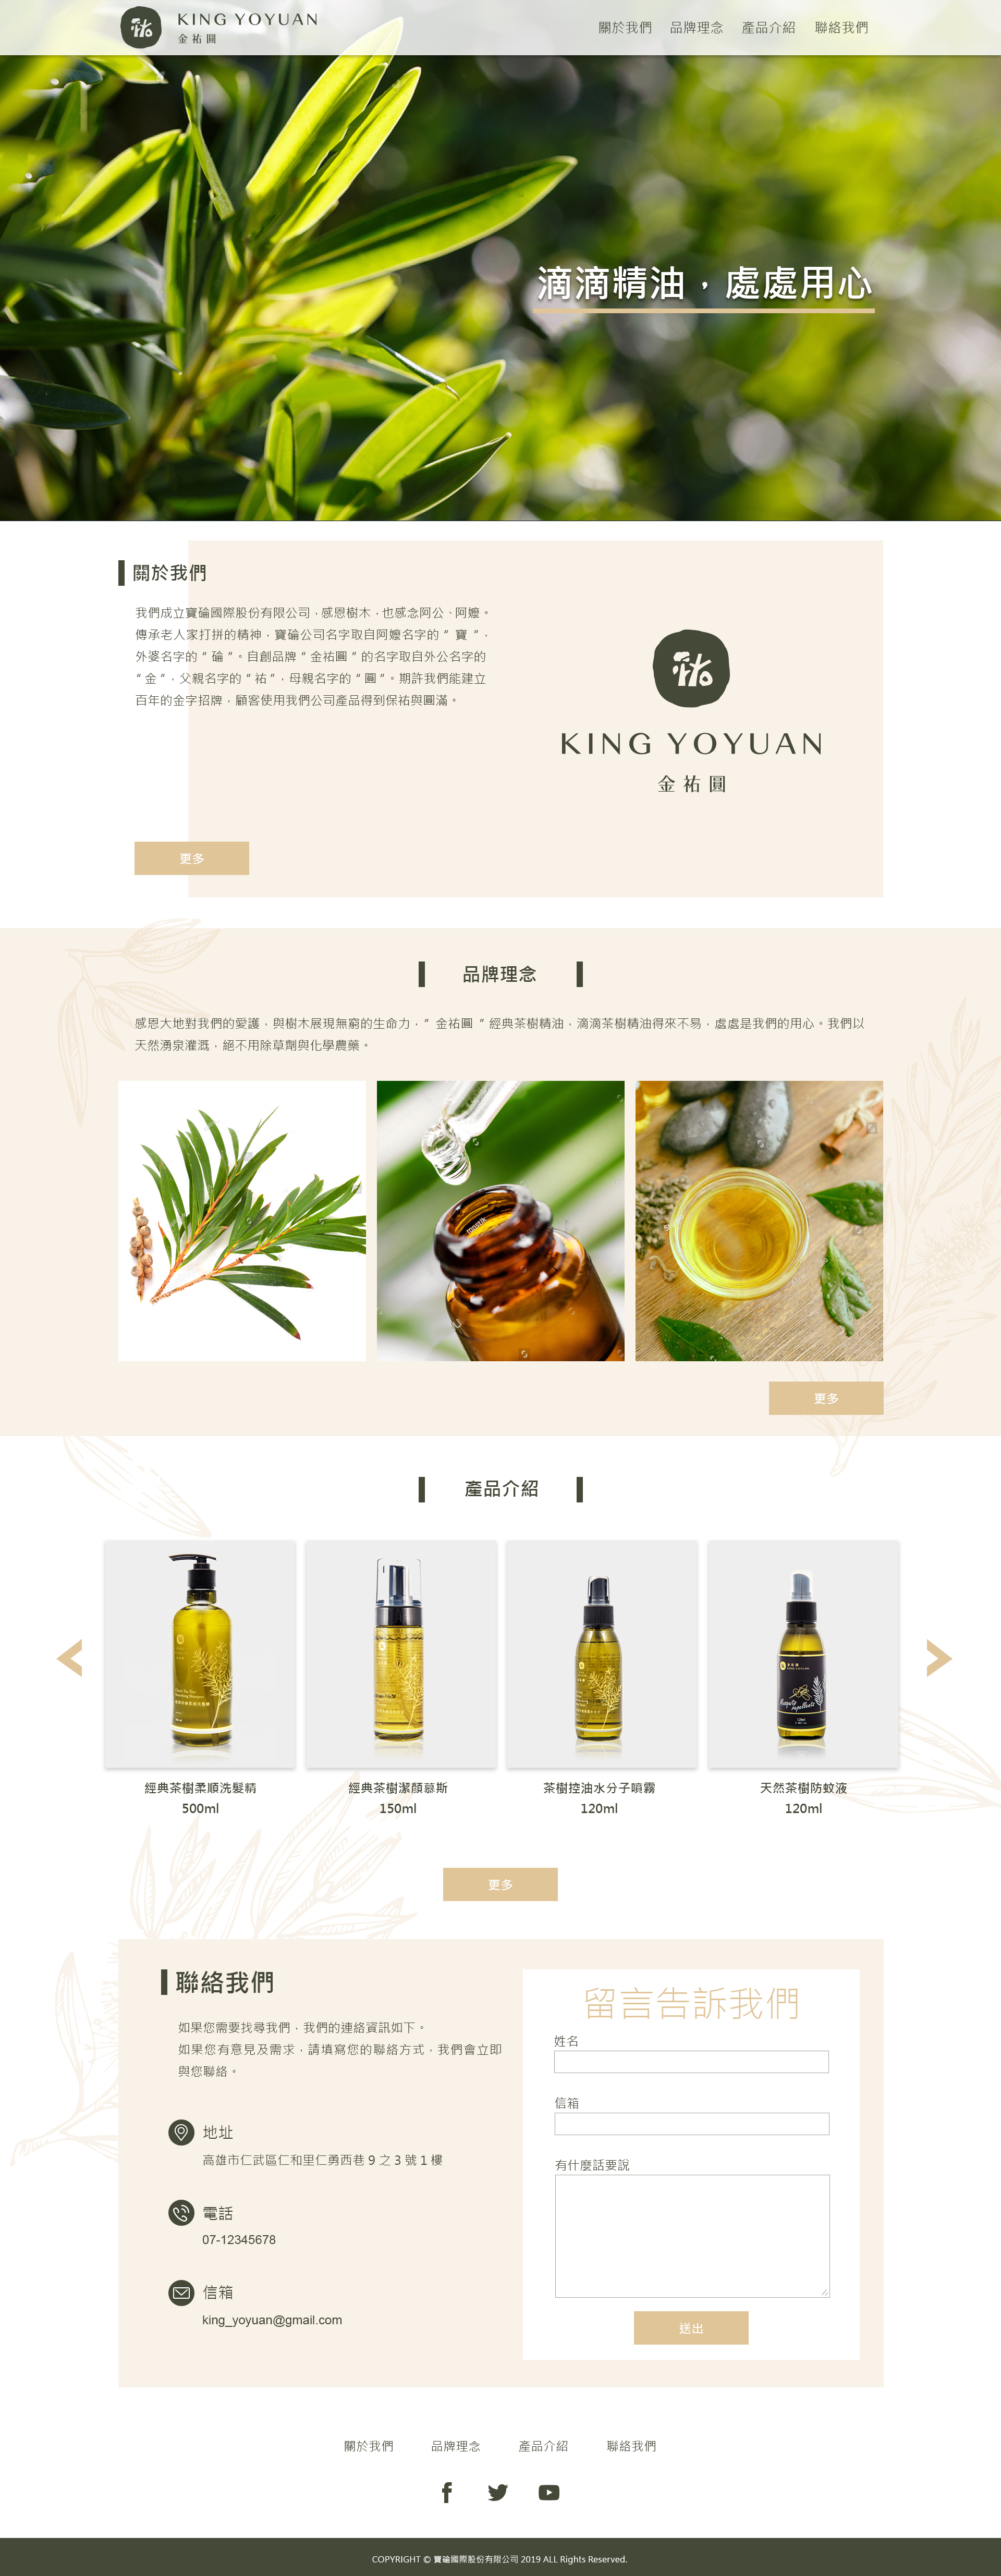 祐 KING YOYUAN
金祐圓
關於我們 品牌理念 產品介紹 聯絡我們
滴滴精油，處處用心
關於我們
我們成立寶碖國際股份有限公司，感恩樹木，也感念阿公、阿嬤。
傳承老人家打拼的精神，寶碖公司名字取自阿嬤名字的 ” 寶 “，
外婆名字的 “ 碖 ”。自創品牌 “ 金祐圓 ” 的名字取自外公名字的
“ 金 “，父親名字的 “ 祐 “，母親名字的 “ 圓 “。期許我們能建立
百年的金字招牌，顧客使用我們公司產品得到保祐與圓滿。
祐
KING YOYUAN
金祐圓
更多
品牌理念
感恩大地對我們的愛護，與樹木展現無窮的生命力，“ 金祐圓 “ 經典茶樹精油，滴滴茶樹精油得來不易，處處是我們的用心。我們以
天然湧泉灌溉，絕不用除草劑與化學農藥。
更多
產品介紹
經典茶樹柔順洗髮精
500ml
經典茶樹潔顏慕斯
150ml
茶樹控油水分子噴霧
120ml
KING YOYUAN
Mosquito
repellents
120ml
天然茶樹防蚊液
120ml
更多
聯絡我們
如果您需要找尋我們，我們的連絡資訊如下。
如果您有意見及需求，請填寫您的聯絡方式，我們會立即
與您聯絡。
地址
高雄市仁武區仁和里仁勇西巷 9 之 3 號 1 樓
電話
07-12345678
信箱
king_yoyuan@gmail.com
留言告訴我們
姓名
信箱
有什麼話要說
送出
關於我們 品牌理念 產品介紹 聯絡我們
COPYRIGHT © 寶碖國際股份有限公司 2019 ALL Rights Reserved.